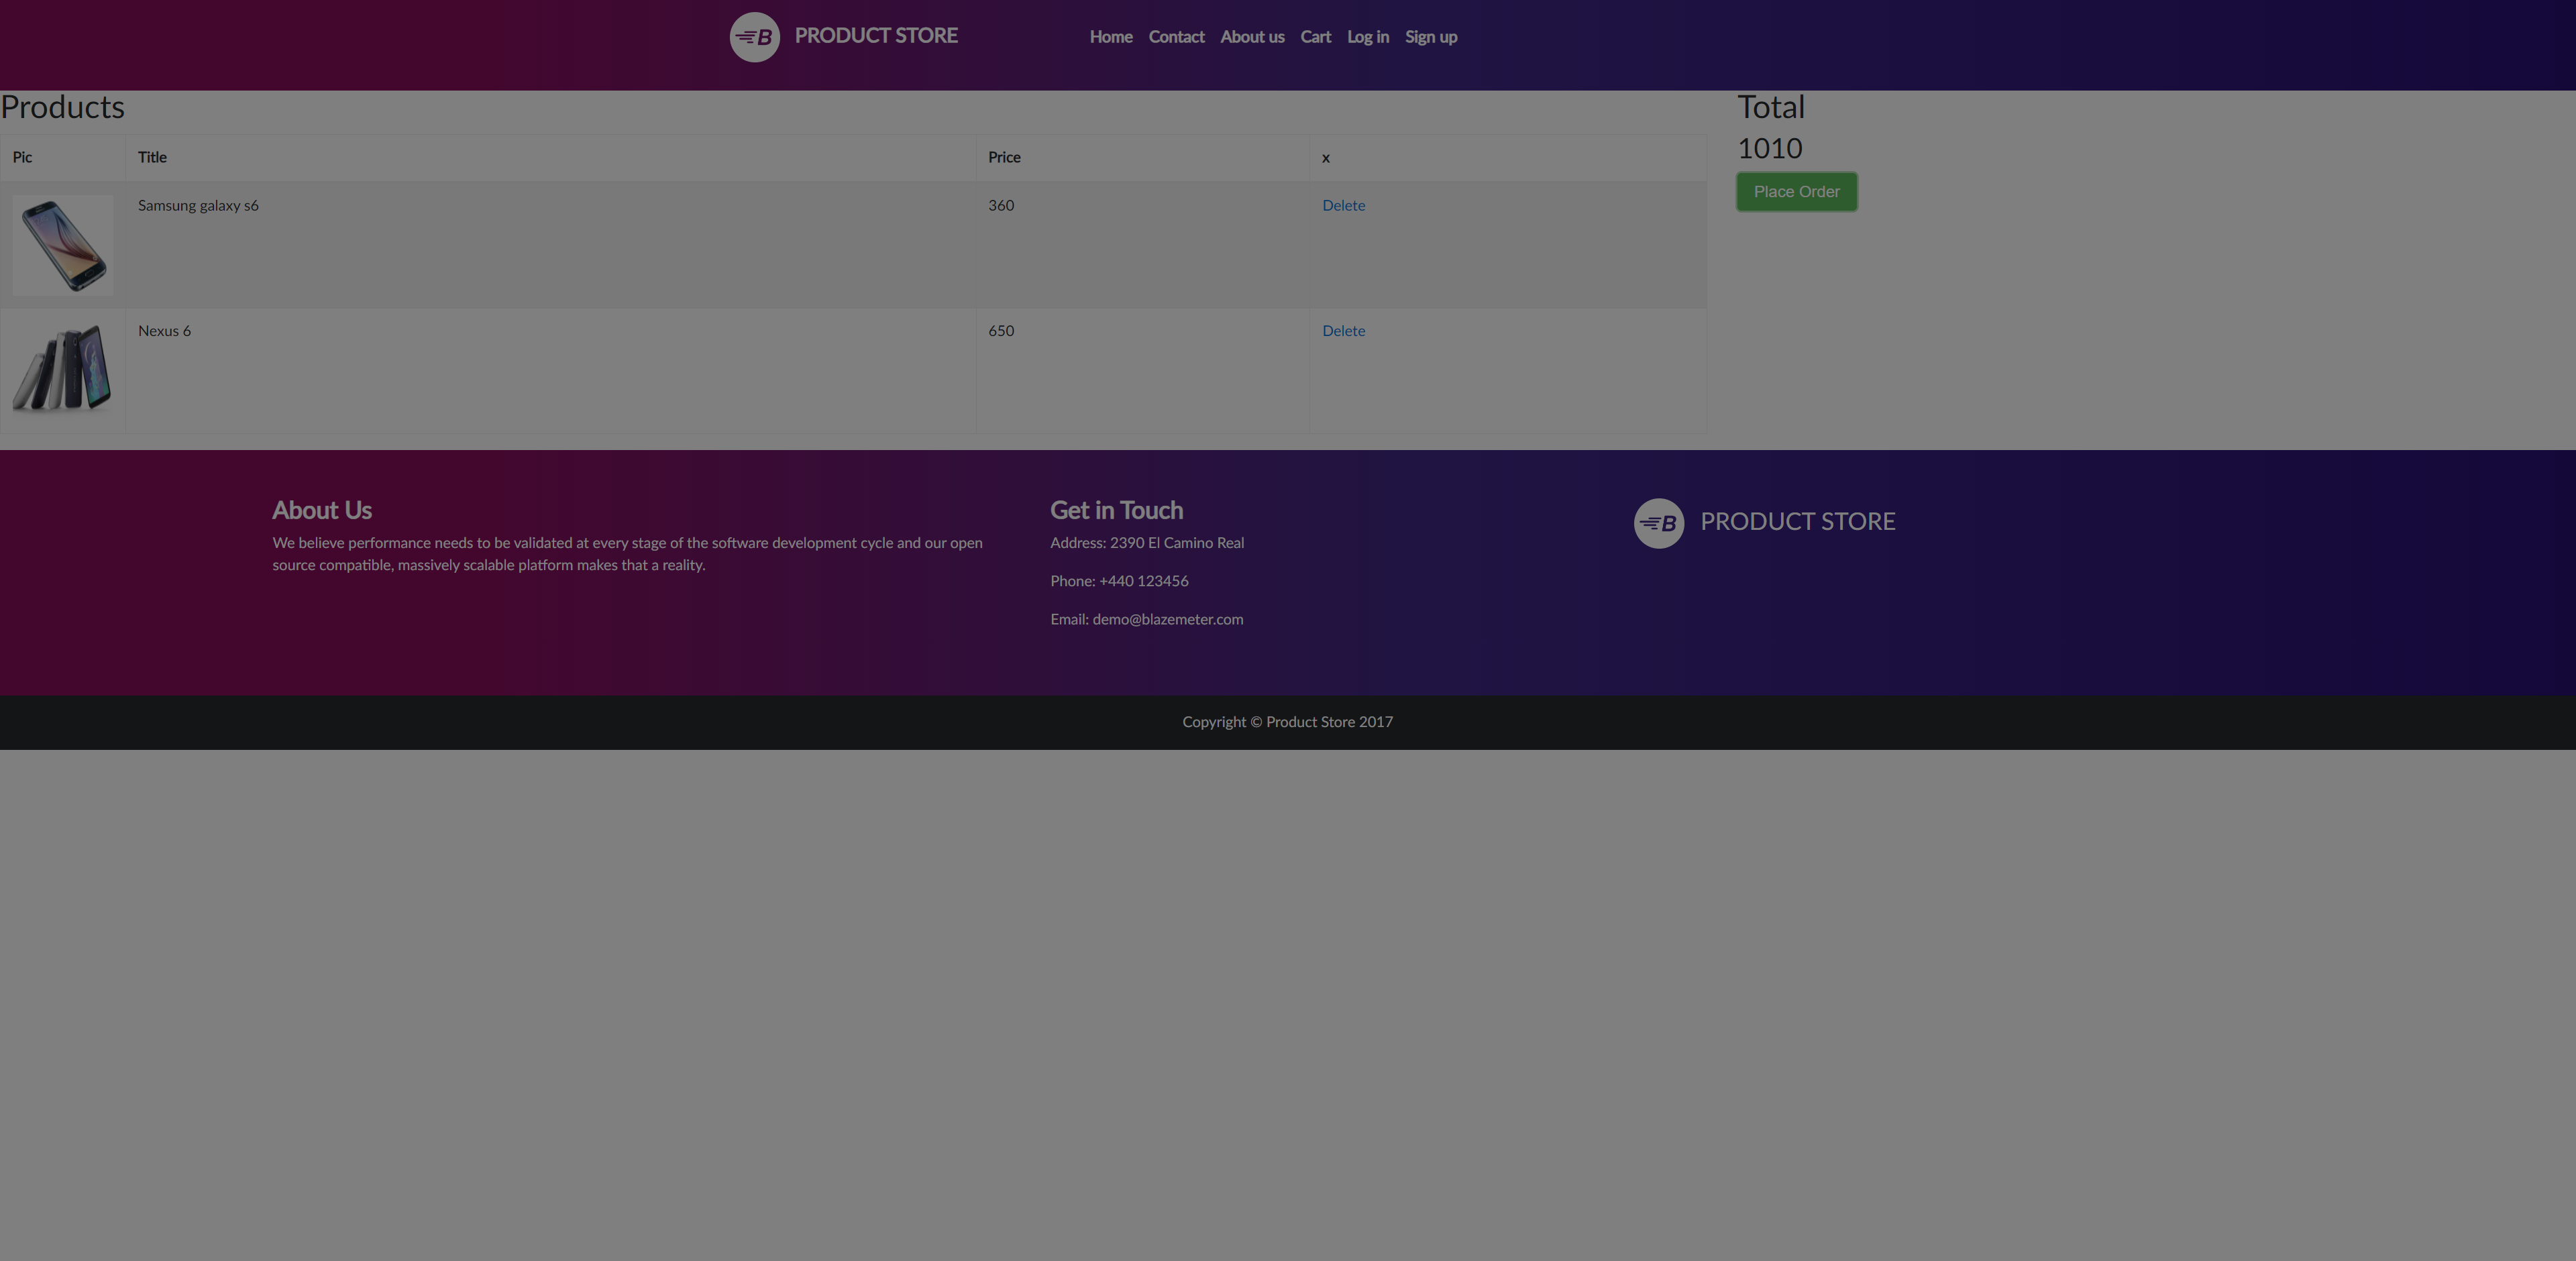 B PRODUCT STORE Home Contact About us Cart Log in Sign up
Products
Pic Title Price x
Samsung galaxy s6 360 Delete
Nexus 6 650 Delete
Total
1010
Place Order
About Us
We believe performance needs to be validated at every stage of the software development cycle and our open
source compatible, massively scalable platform makes that a reality.
Get in Touch
Address: 2390 El Camino Real
Phone: +440 123456
Email: demo@blazemeter.com
B PRODUCT STORE
Copyright © Product Store 2017